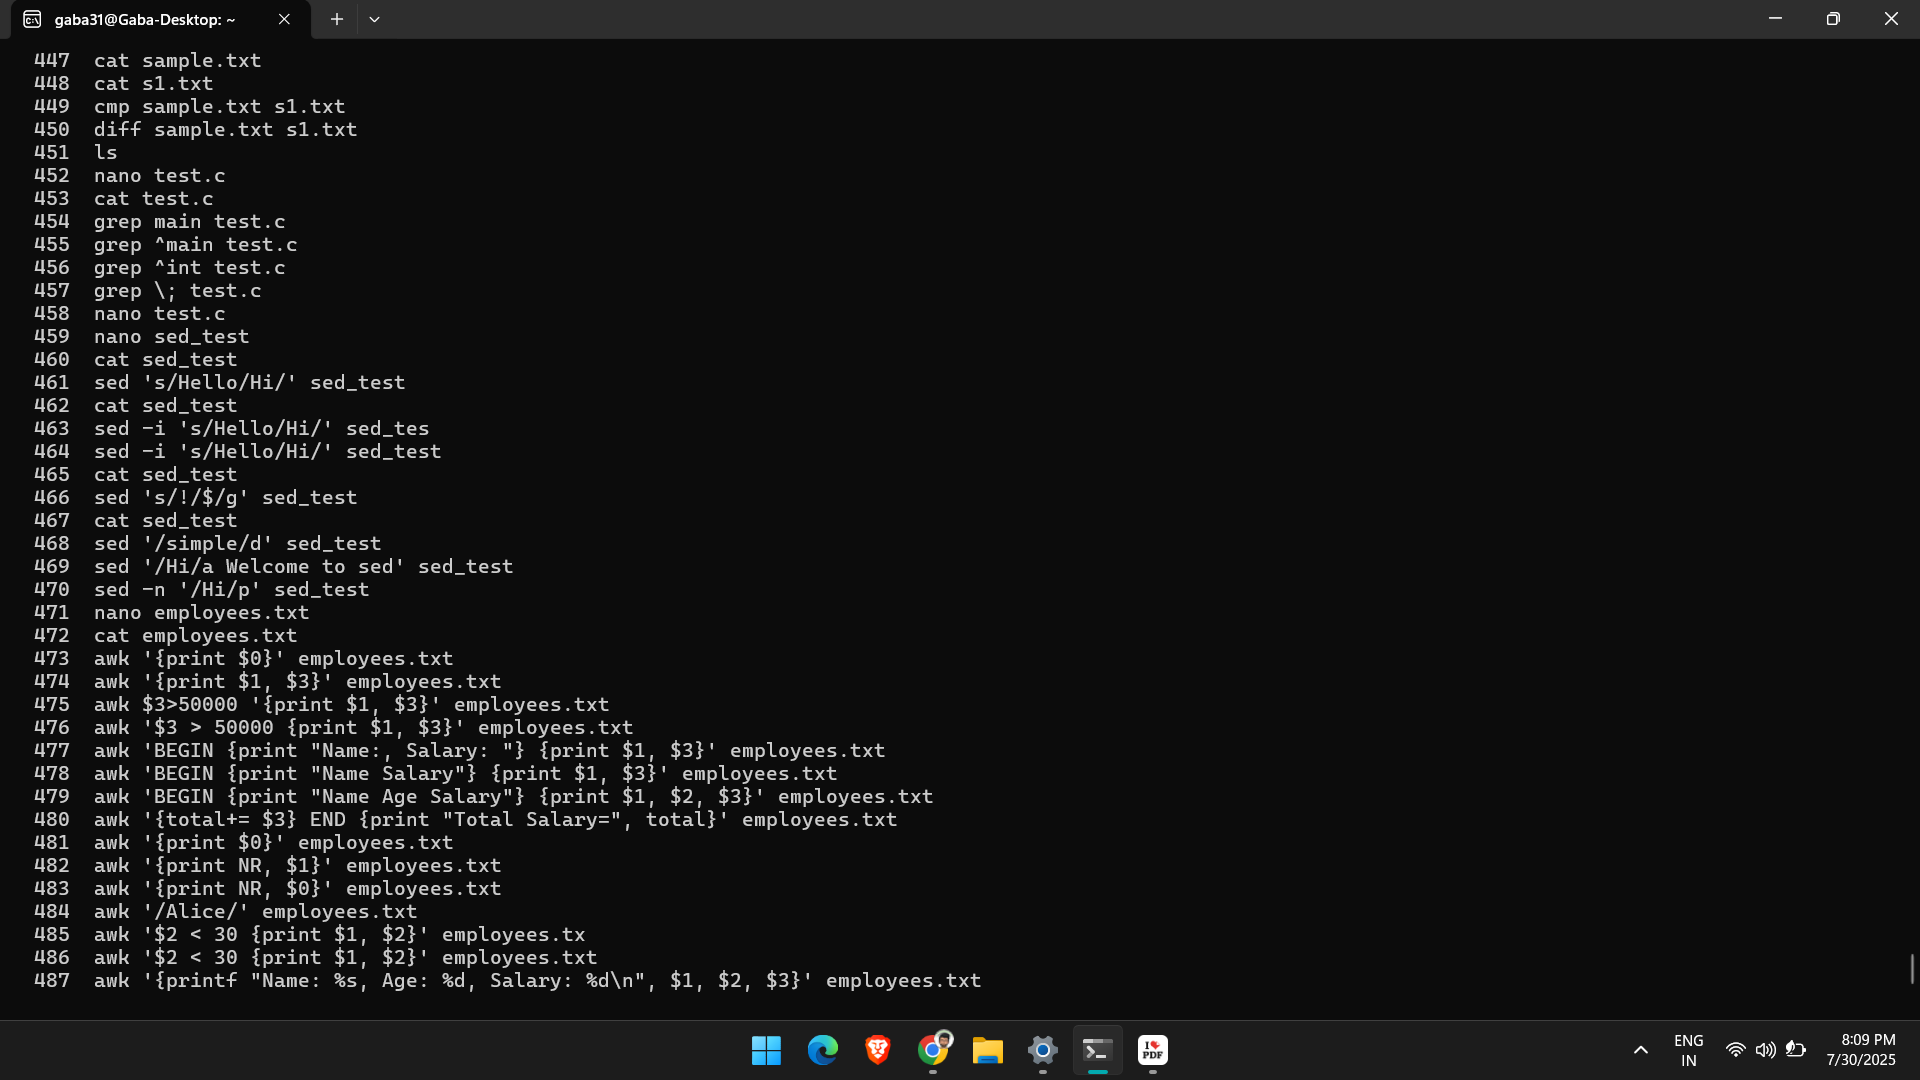 gaba31@Gaba-Desktop: ~
447 cat sample.txt
448 cat s1.txt
449 cmp sample.txt s1.txt
450 diff sample.txt s1.txt
451 ls
452 nano test.c
453 cat test.c
454 grep main test.c
455 grep ^main test.c
456 grep ^int test.c
457 grep \; test.c
458 nano test.c
459 nano sed_test
460 cat sed_test
461 sed 's/Hello/Hi/' sed_test
462 cat sed_test
463 sed -i 's/Hello/Hi/' sed_tes
464 sed -i 's/Hello/Hi/' sed_test
465 cat sed_test
466 sed 's/!/$/g' sed_test
467 cat sed_test
468 sed '/simple/d' sed_test
469 sed '/Hi/a Welcome to sed' sed_test
470 sed -n '/Hi/p' sed_test
471 nano employees.txt
472 cat employees.txt
473 awk '{print $0}' employees.txt
474 awk '{print $1, $3}' employees.txt
475 awk $3>50000 '{print $1, $3}' employees.txt
476 awk '$3 > 50000 {print $1, $3}' employees.txt
477 awk 'BEGIN {print "Name:, Salary: "} {print $1, $3}' employees.txt
478 awk 'BEGIN {print "Name Salary"} {print $1, $3}' employees.txt
479 awk 'BEGIN {print "Name Age Salary"} {print $1, $2, $3}' employees.txt
480 awk '{total+= $3} END {print "Total Salary=", total}' employees.txt
481 awk '{print $0}' employees.txt
482 awk '{print NR, $1}' employees.txt
483 awk '{print NR, $0}' employees.txt
484 awk '/Alice/' employees.txt
485 awk '$2 < 30 {print $1, $2}' employees.tx
486 awk '$2 < 30 {print $1, $2}' employees.txt
487 awk '{printf "Name: %s, Age: %d, Salary: %d\n", $1, $2, $3}' employees.txt
I PDF
ENG
IN
8:09 PM
7/30/2025